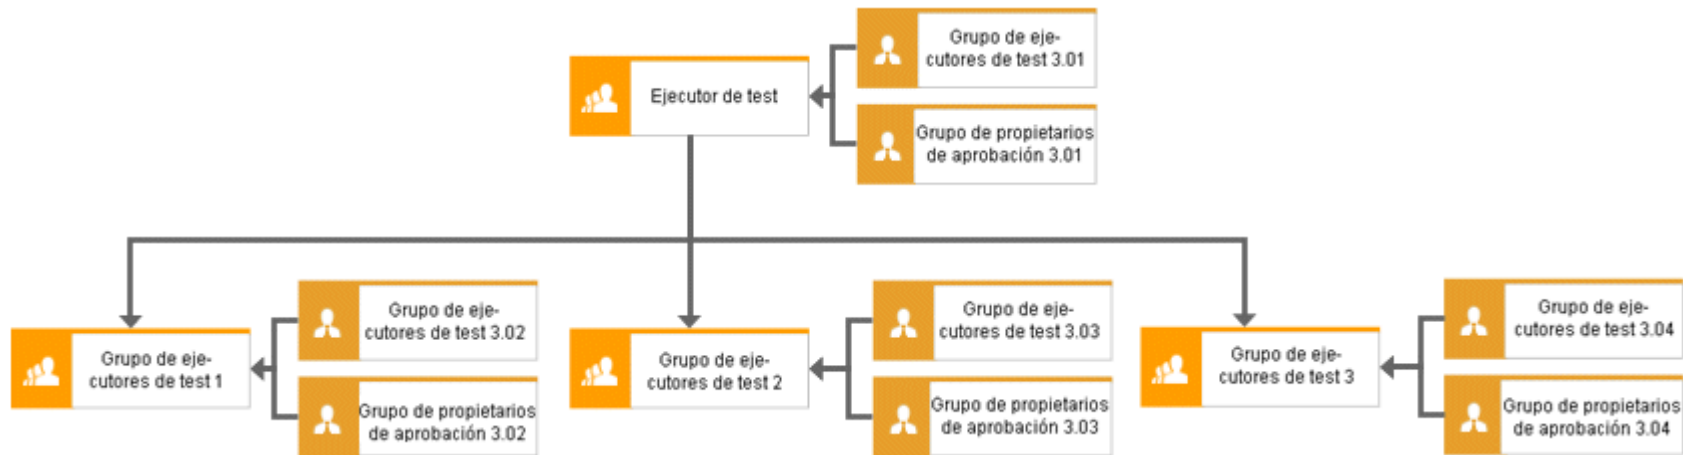 Grupo de eje-
cutores de test 3.01
Ejecutor de test
Grupo de propietarios
de aprobación 3.01
Grupo de eje-
cutores de test 3.02
Grupo de eje-
cutores de test 1
Grupo de propietarios
de aprobación 3.02
Grupo de eje-
cutores de test 3.03
Grupo de eje-
cutores de test 2
Grupo de propietarios
de aprobación 3.03
Grupo de eje-
cutores de test 3.04
Grupo de eje-
cutores de test 3
Grupo de propietarios
de aprobación 3.04